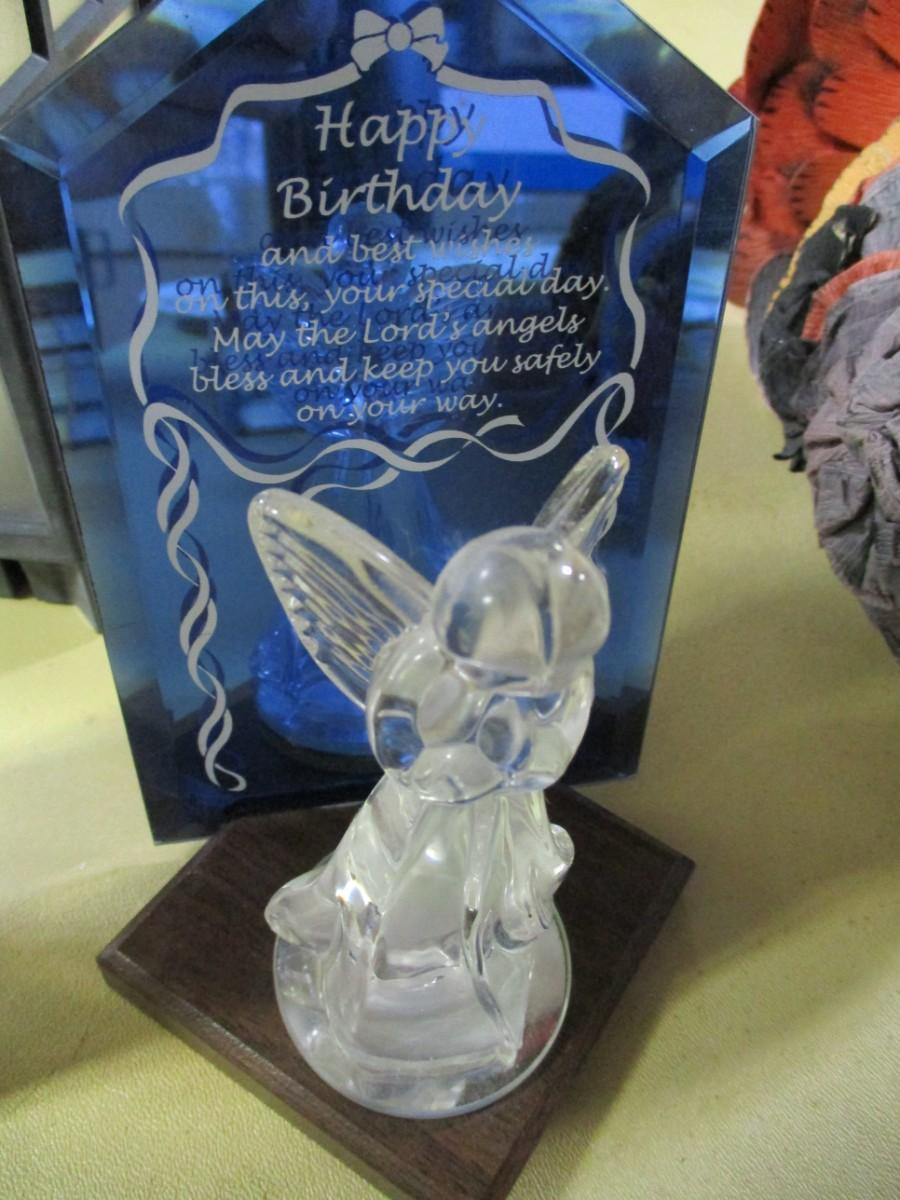 Happy
Birthday
and best wishes
on this, your special day.
May the Lord's angels
bless and keep you safely
on your way.